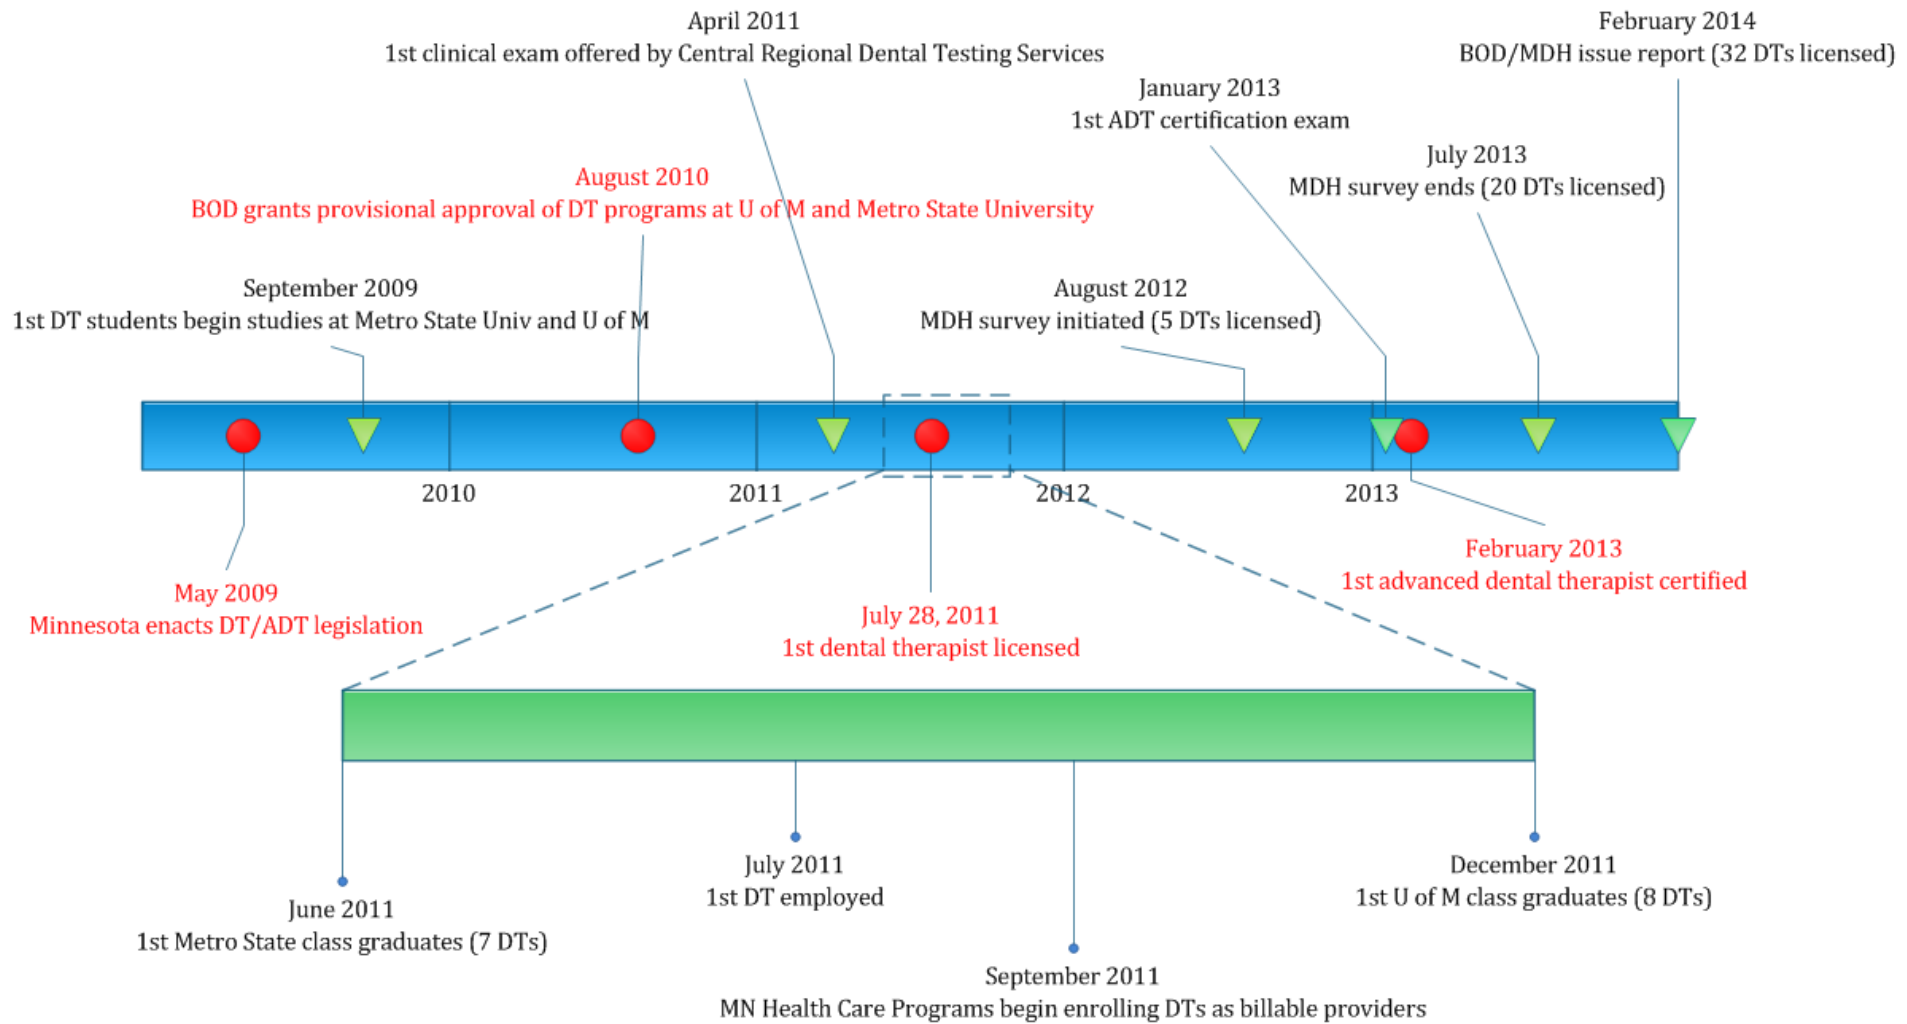 April 2011
1st clinical exam offered by Central Regional Dental Testing Services
February 2014
BOD/MDH issue report (32 DTs licensed)
January 2013
1st ADT certification exam
July 2013
MDH survey ends (20 DTs licensed)
August 2010
BOD grants provisional approval of DT programs at U of M and Metro State University
September 2009
1st DT students begin studies at Metro State Univ and U of M
August 2012
MDH survey initiated (5 DTs licensed)
2010
2011
2012
2013
May 2009
Minnesota enacts DT/ADT legislation
July 28, 2011
1st dental therapist licensed
February 2013
1st advanced dental therapist certified
June 2011
1st Metro State class graduates (7 DTs)
July 2011
1st DT employed
September 2011
MN Health Care Programs begin enrolling DTs as billable providers
December 2011
1st U of M class graduates (8 DTs)